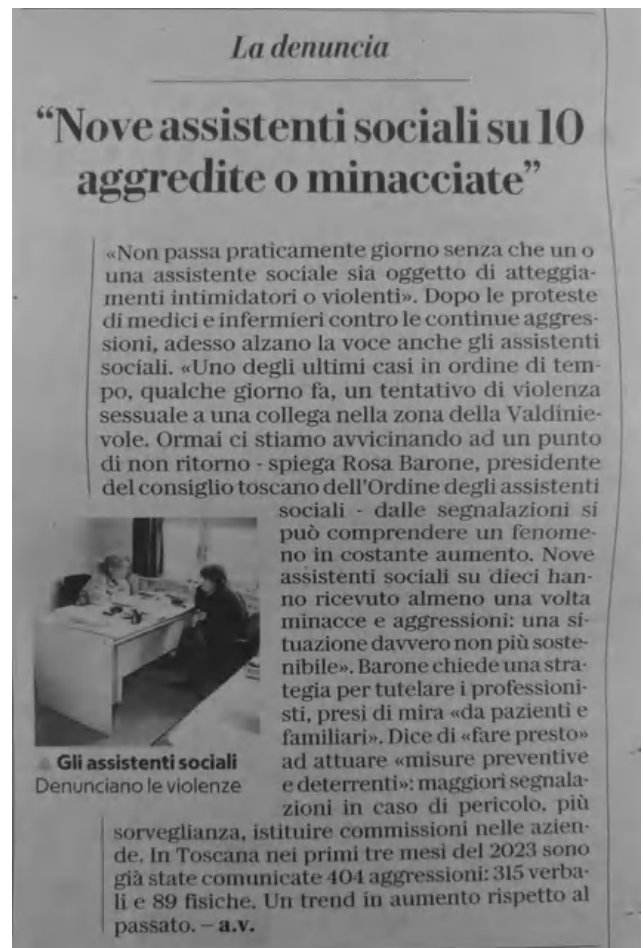 La denuncia
“Nove assistenti sociali su 10
aggredite o minacciate”
«Non passa praticamente giorno senza che un o
una assistente sociale sia oggetto di atteggia-
menti intimidatori o violenti». Dopo le proteste
di medici e infermieri contro le continue aggres-
sioni, adesso alzano la voce anche gli assistenti
sociali. «Uno degli ultimi casi in ordine di tem-
po, qualche giorno fa, un tentativo di violenza
sessuale a una collega nella zona della Valdinie-
vole. Ormai ci stiamo avvicinando ad un punto
di non ritorno - spiega Rosa Barone, presidente
del consiglio toscano dell'Ordine degli assistenti
sociali - dalle segnalazioni si
può comprendere un fenome-
no in costante aumento. Nove
assistenti sociali su dieci han-
no ricevuto almeno una volta
minacce e aggressioni: una si-
tuazione davvero non più soste-
nibile». Barone chiede una stra-
tegia per tutelare i professioni-
sti, presi di mira «da pazienti e
familiari». Dice di «fare presto»
ad attuare «misure preventive
e deterrenti»: maggiori segnala-
zioni in caso di pericolo, più
sorveglianza, istituire commissioni nelle azien-
de. In Toscana nei primi tre mesi del 2023 sono
già state comunicate 404 aggressioni: 315 verba-
li e 89 fisiche. Un trend in aumento rispetto al
passato. – a.v.
Gli assistenti sociali
Denunciano le violenze